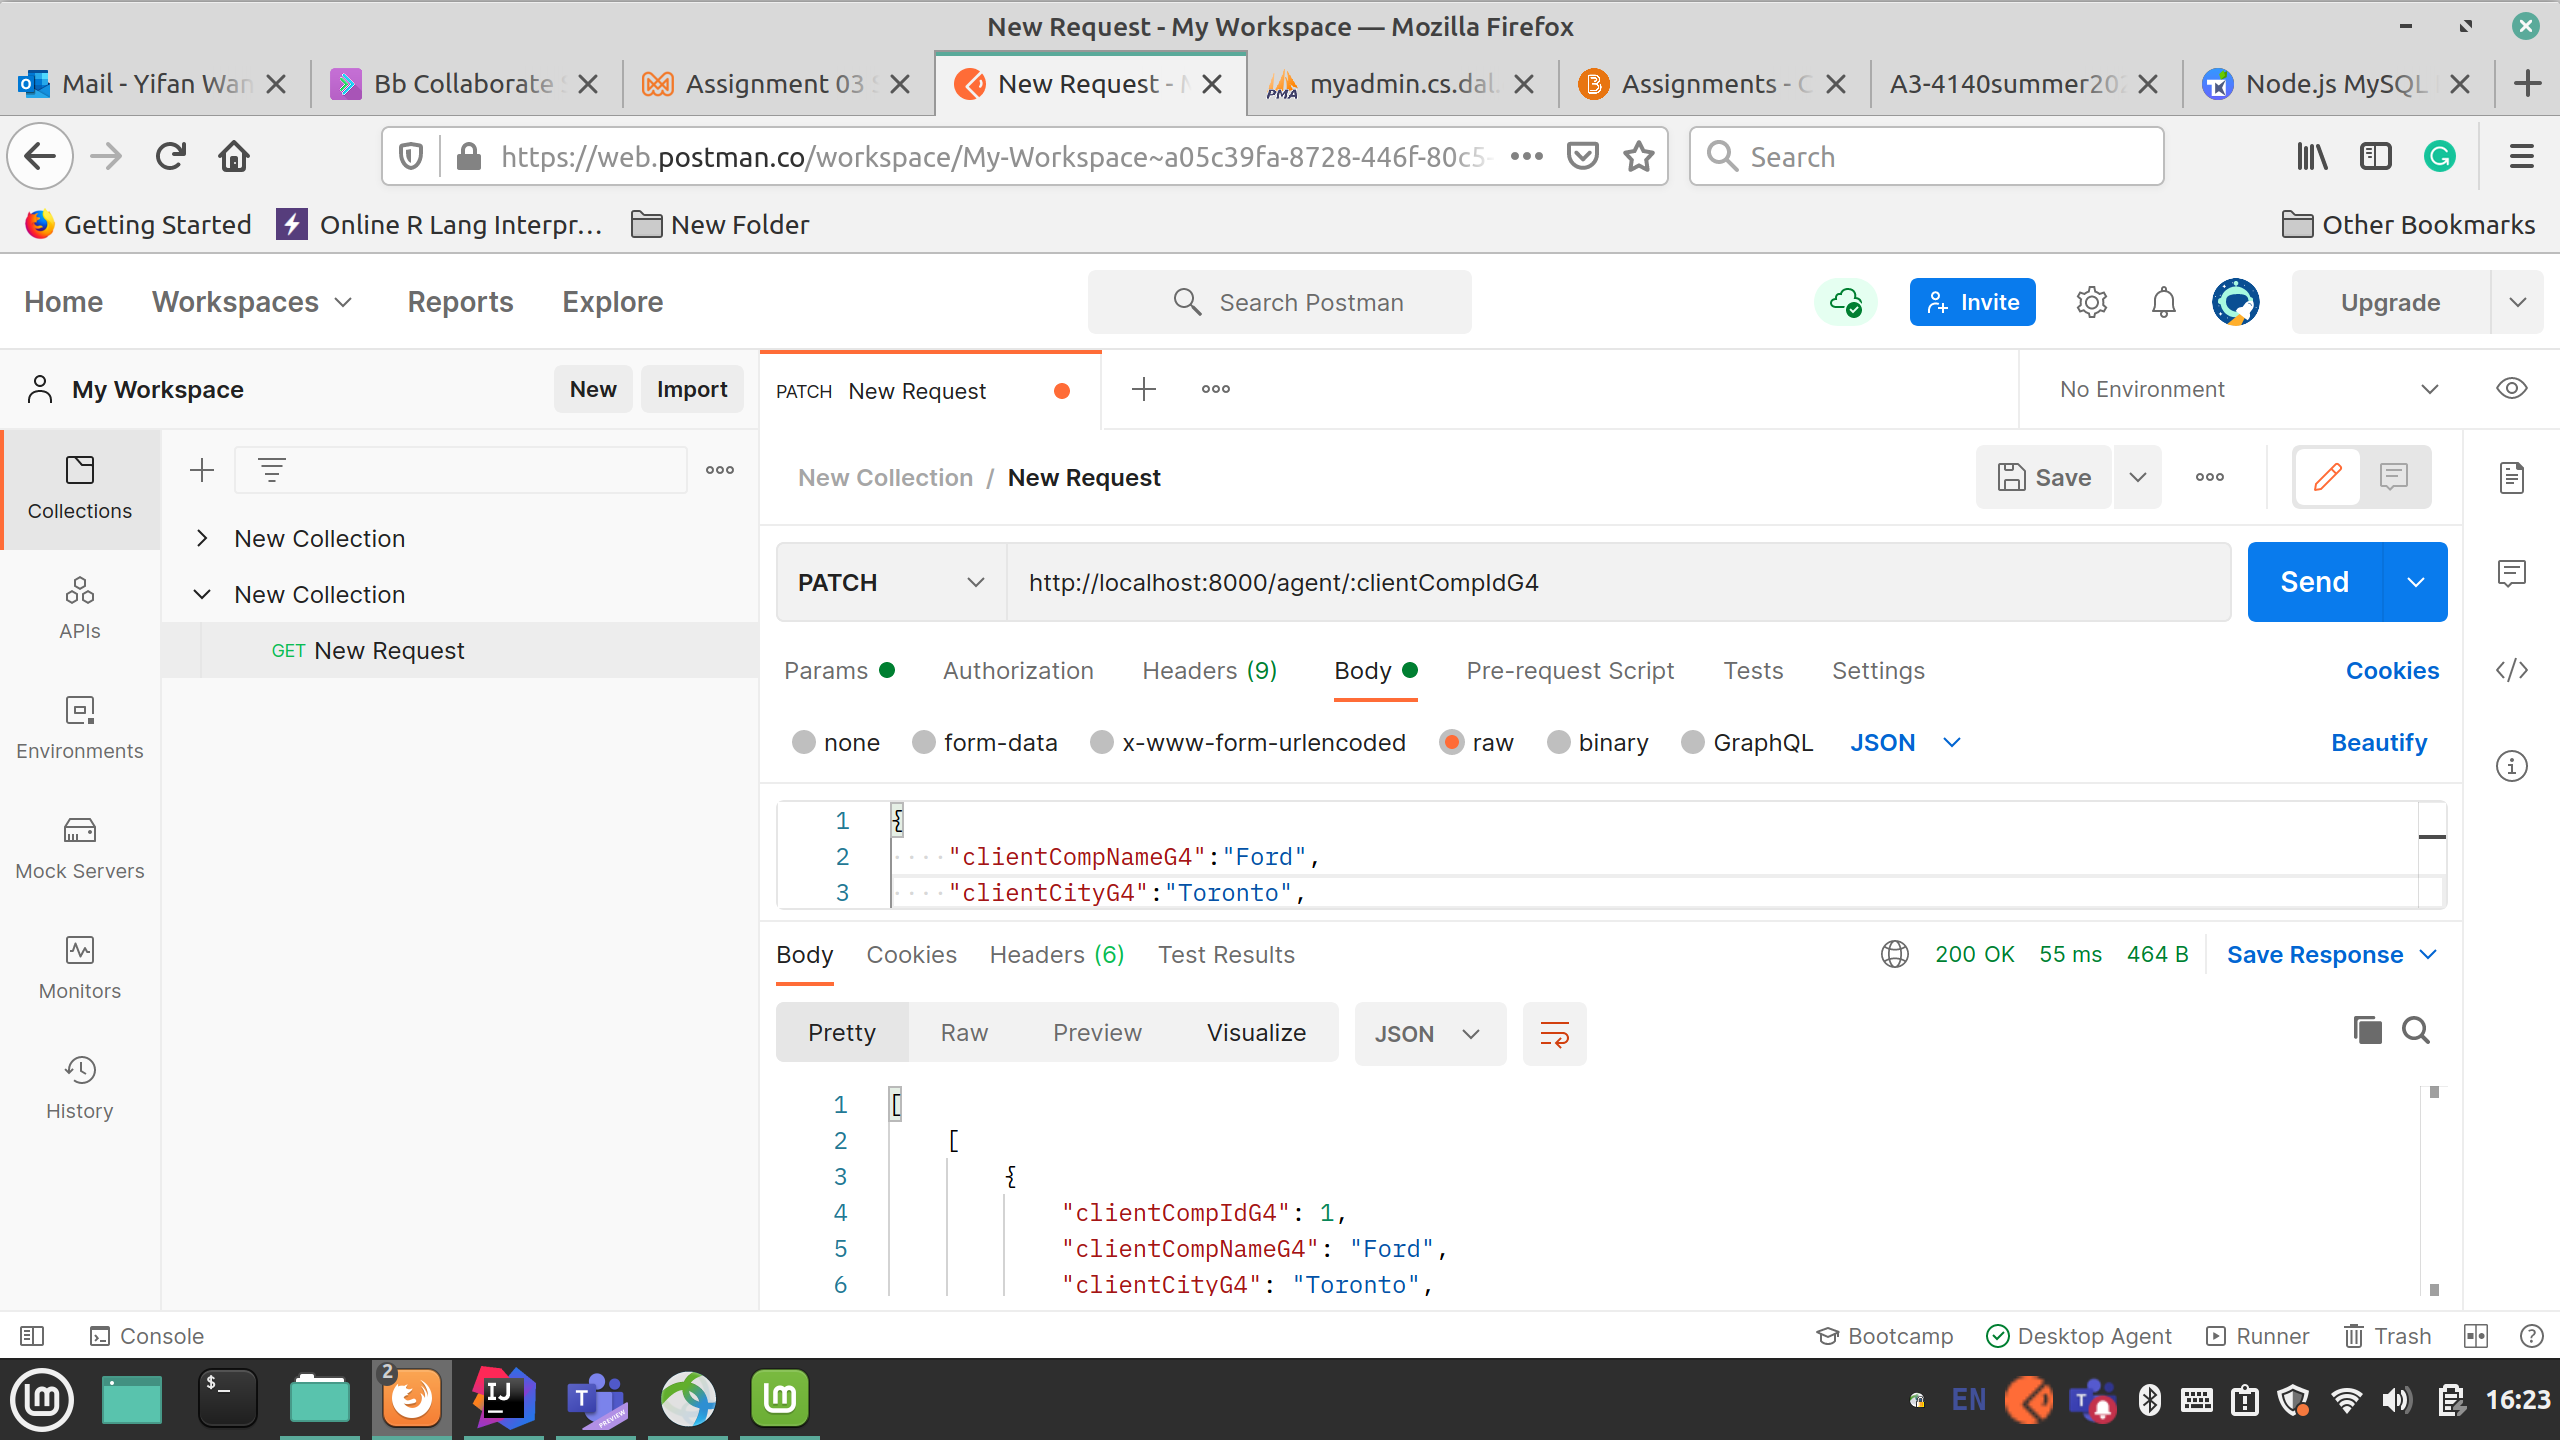 New Request - My Workspace — Mozilla Firefox
Mail - Yifan Wan
Bb Collaborate
Assignment 03 S
New Request -
myadmin.cs.dal.
Assignments - C
A3-4140summer202
Node.js MySQL
https://web.postman.co/workspace/My-Workspace~a05c39fa-8728-446f-80c5-
Search
Getting Started
Online R Lang Interpr...
New Folder
Other Bookmarks
Home Workspaces Reports Explore
Search Postman
Invite
Upgrade
My Workspace
New Import
PATCH New Request
No Environment
Collections
New Collection
New Collection
GET New Request
APIs
Environments
Mock Servers
Monitors
History
New Collection / New Request
Save
PATCH
http://localhost:8000/agent/:clientCompIdG4
Send
Params Authorization Headers (9) Body Pre-request Script Tests Settings
Cookies
none form-data x-www-form-urlencoded raw binary GraphQL JSON
Beautify
1 {
2 "clientCompNameG4":"Ford",
3 "clientCityG4":"Toronto",
Body Cookies Headers (6) Test Results
200 OK 55 ms 464 B Save Response
Pretty Raw Preview Visualize JSON
1 [
2 [
3 {
4 "clientCompIdG4": 1,
5 "clientCompNameG4": "Ford",
6 "clientCityG4": "Toronto",
Console
Bootcamp Desktop Agent Runner Trash
2
$_
IJ
T
PREVIEW
lm
EN
T
16:23